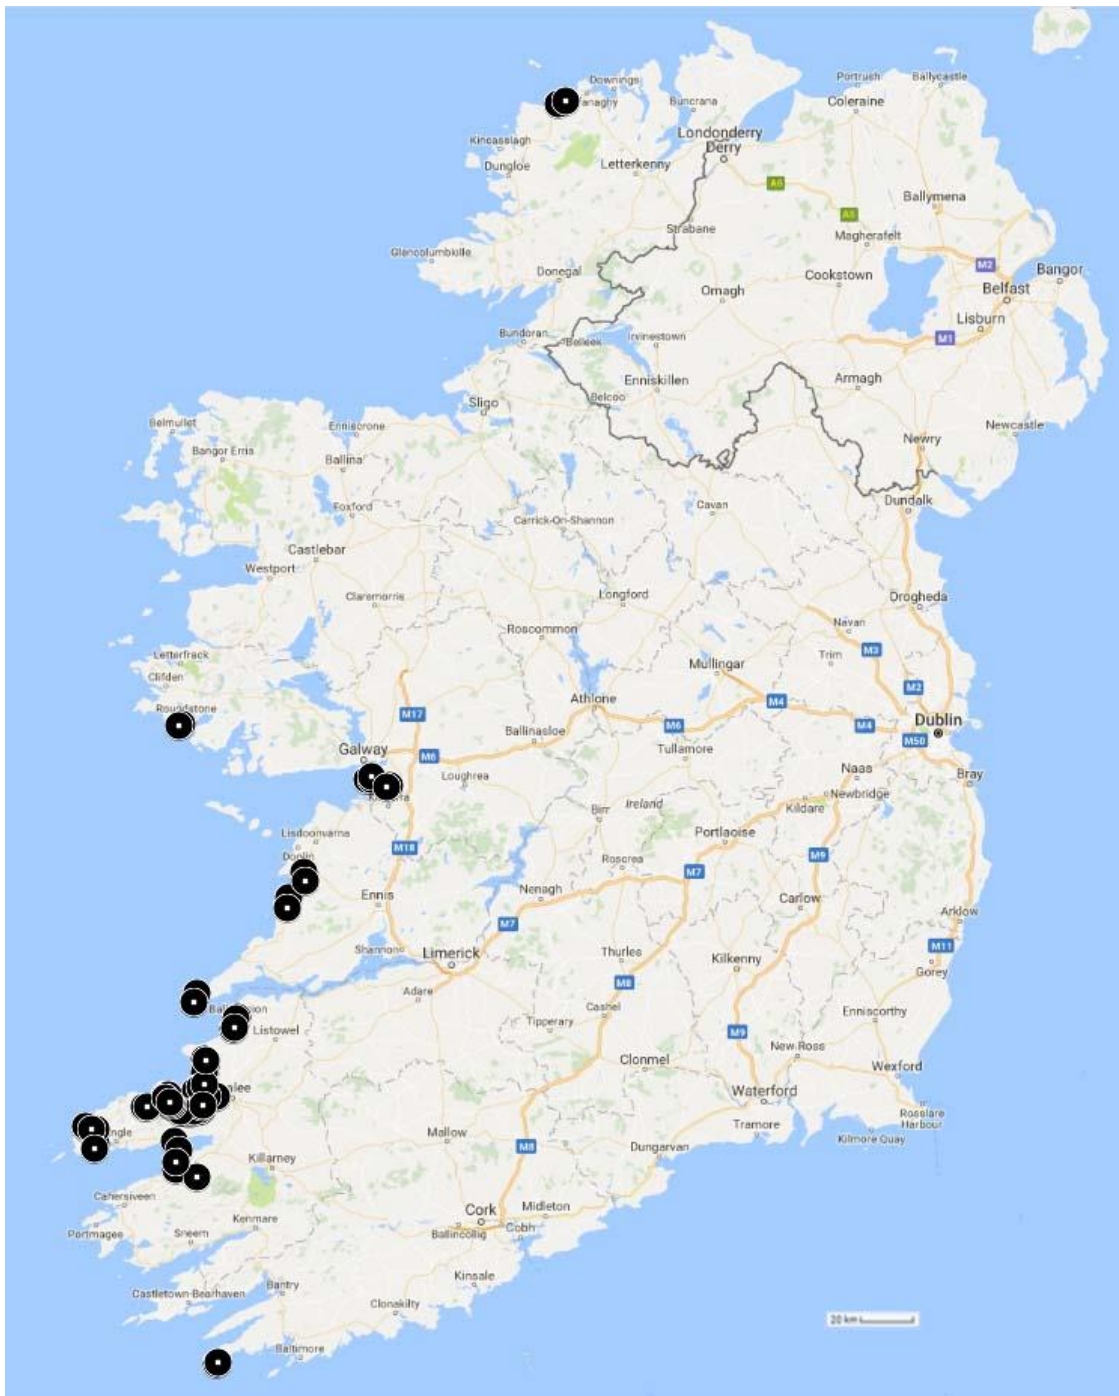 Downings
Portrush
Ballycastle
Buncrana
Coleraine
Londonderry
Derry
Kincasslagh
Dungloe
Letterkenny
A6
Ballymena
A6
Strabane
Magherafelt
Glencolumbkille
M2
Donegal
Cookstown
Bangor
Omagh
Belfast
Lisburn
Bundoran
Belleek
Irvinestown
M1
Enniskillen
Armagh
Belcoo
Sligo
Belmullet
Enniscrone
Newcastle
Newry
Bangor Erris
Ballina
Dundalk
Foxford
Cavan
Carrick-On-Shannon
Castlebar
Westport
Claremorris
Longford
Drogheda
Navan
Roscommon
M3
Letterfrack
Mullingar
Trim
Clifden
M2
Athlone
M4
Roundstone
M17
Dublin
M6
M4
Ballinasloe
M50
Galway
M6
Tullamore
Loughrea
Naas
Bray
Newbridge
Birr
Ireland
Kildare
Lisdoonvarna
Portlaoise
M18
M9
Doolin
Roscrea
M7
Nenagh
Ennis
Carlow
M7
Arklow
Shannon
Limerick
Thurles
M11
Kilkenny
Gorey
M8
Adare
Cashel
Enniscorthy
Tipperary
M9
Listowel
New Ross
Clonmel
Wexford
Waterford
Rosslare
Harbour
Tramore
Kilmore Quay
Mallow
M8
Dungarvan
Killarney
Cahersiveen
Midleton
Cork
Kenmare
Portmagee
Sneem
Ballincollig
Cobh
Kinsale
Bantry
Castletown-Bearhaven
Clonakilty
20 km
Baltimore